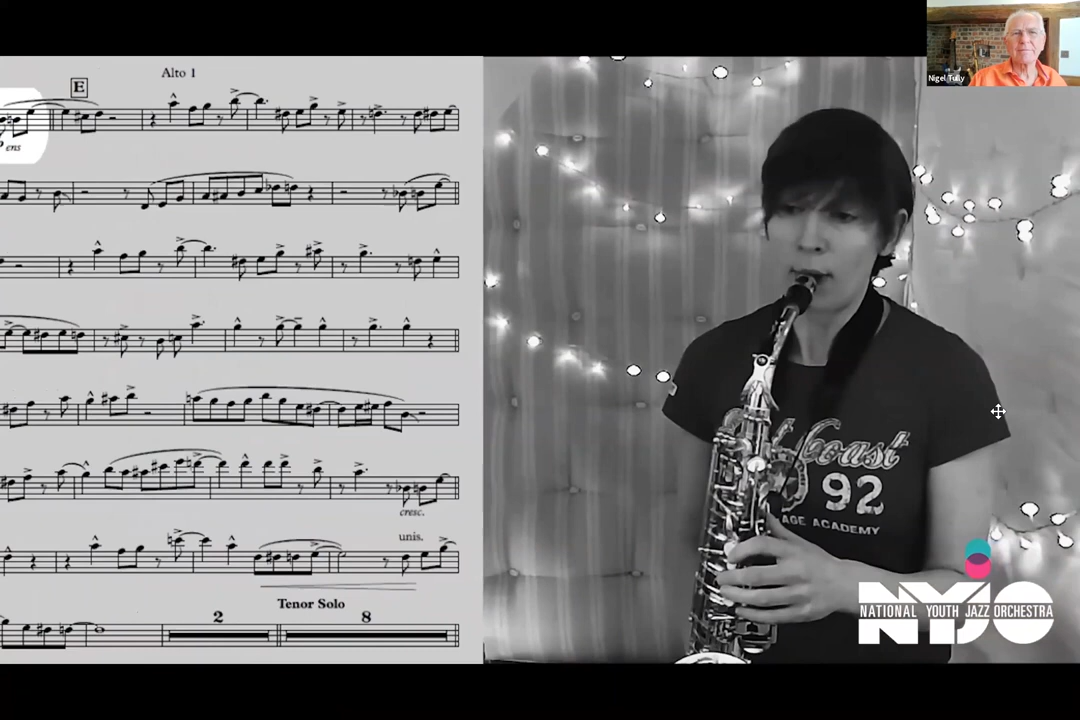 Nigel Tully
Alto 1
E
ens
cresc.
unis.
Tenor Solo
2
8
Coast
92
AGE ACADEMY
NYJO
NATIONAL YOUTH JAZZ ORCHESTRA